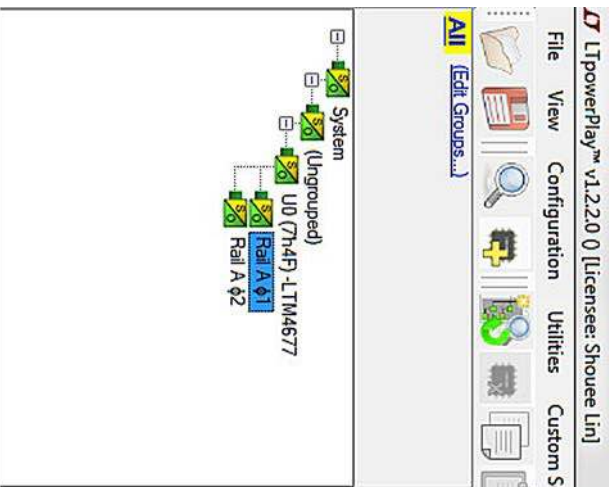 LT LTpowerPlay™ v1.2.2.0 () [Licensee: Shouee Lin]
File View Configuration Utilities Custom S
All (Edit Groups...)
System
(Ungrouped)
U0 (7h4F) -LTM4677
Rail A ϕ1
Rail A ϕ2